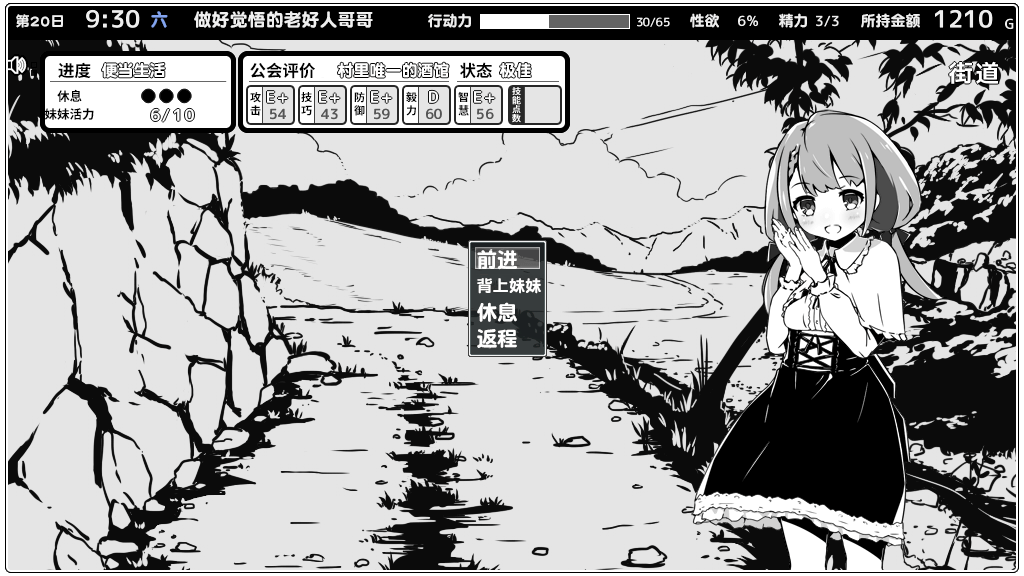 第20日 9:30 六 做好觉悟的老好人哥哥 行动力 30/65 性欲 6% 精力 3/3 所持金额 1210 G
进度 便当生活
休息
妹妹活力 6/10
公会评价 村里唯一的酒馆 状态 极佳
攻击 E+ 54 技巧 E+ 43 防御 E+ 59 毅力 D 60 智慧 E+ 56 技能点数
街道
前进
背上妹妹
休息
返程